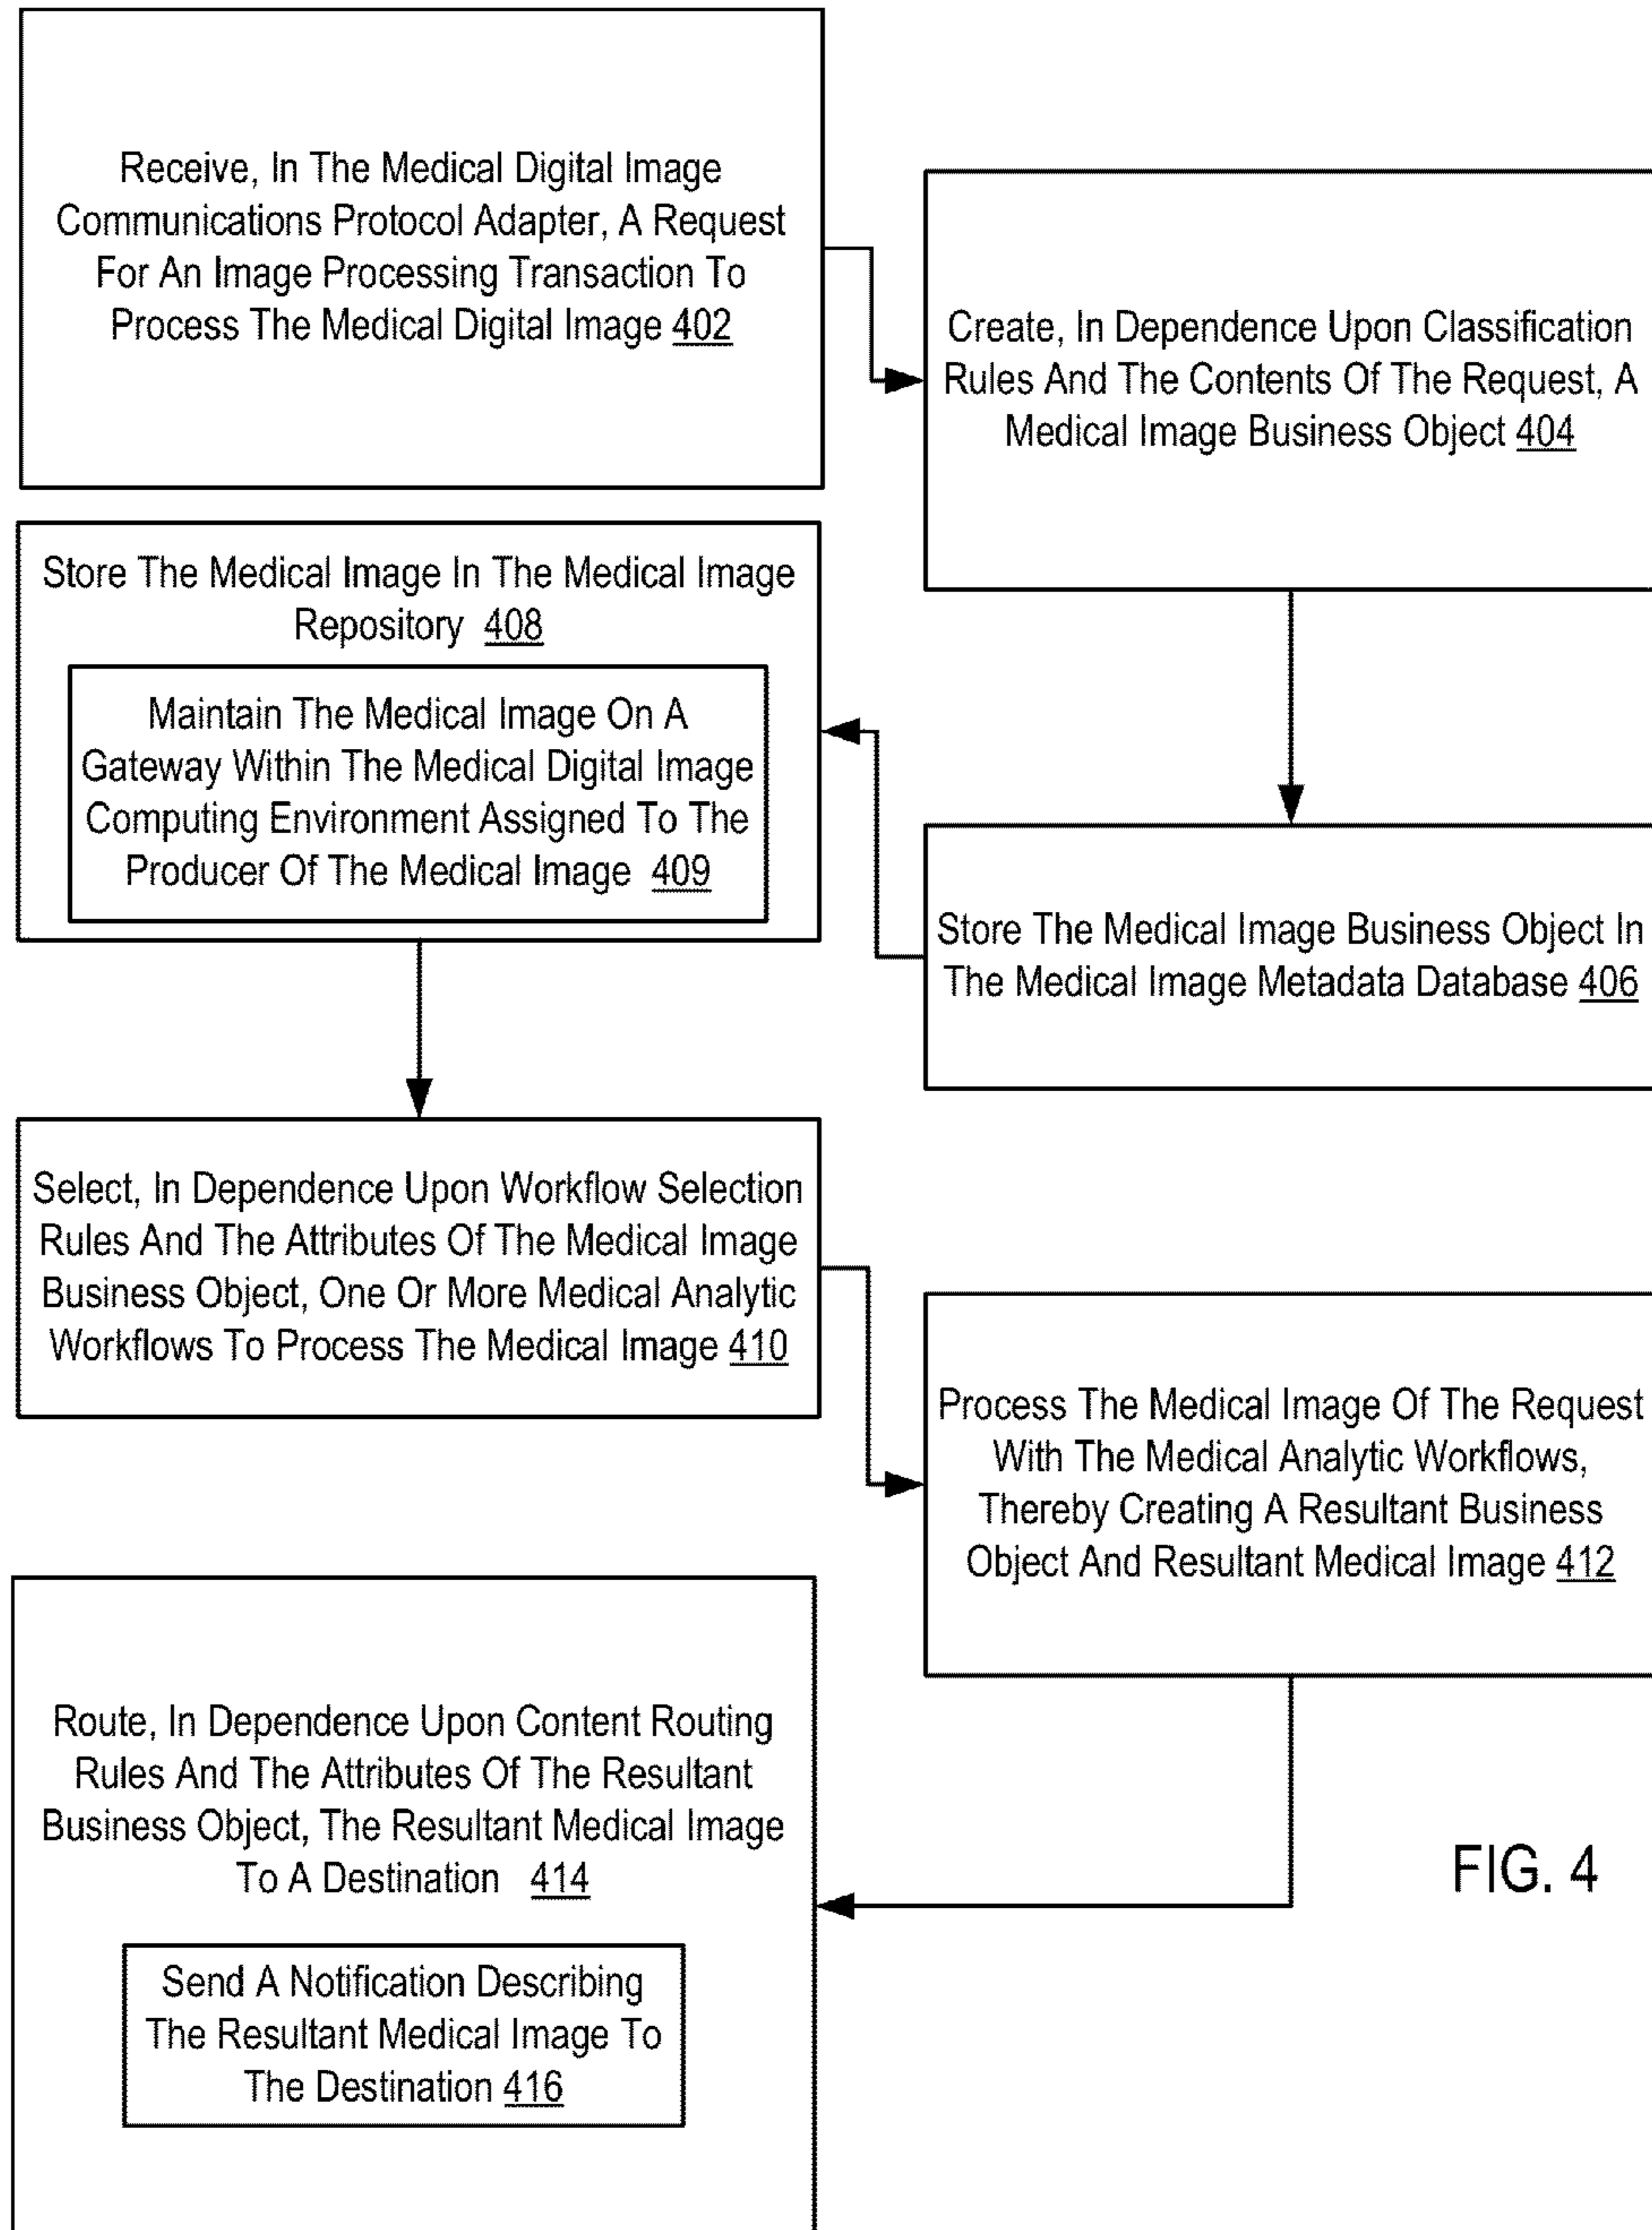 Receive, In The Medical Digital Image
Communications Protocol Adapter, A Request
For An Image Processing Transaction To
Process The Medical Digital Image 402
Create, In Dependence Upon Classification
Rules And The Contents Of The Request, A
Medical Image Business Object 404
Store The Medical Image Business Object In
The Medical Image Metadata Database 406
Store The Medical Image In The Medical Image
Repository 408
Maintain The Medical Image On A
Gateway Within The Medical Digital Image
Computing Environment Assigned To The
Producer Of The Medical Image 409
Select, In Dependence Upon Workflow Selection
Rules And The Attributes Of The Medical Image
Business Object, One Or More Medical Analytic
Workflows To Process The Medical Image 410
Process The Medical Image Of The Request
With The Medical Analytic Workflows,
Thereby Creating A Resultant Business
Object And Resultant Medical Image 412
Route, In Dependence Upon Content Routing
Rules And The Attributes Of The Resultant
Business Object, The Resultant Medical Image
To A Destination 414
Send A Notification Describing
The Resultant Medical Image To
The Destination 416
FIG. 4